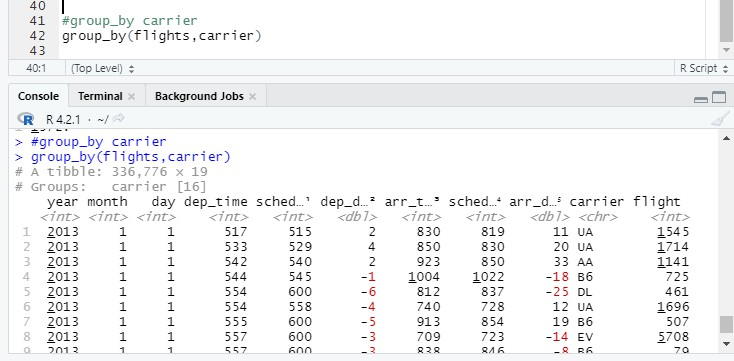 40
41 #group_by carrier
42 group_by(flights,carrier)
43
40:1 (Top Level) R Script
Console Terminal Background Jobs
R R 4.2.1 · ~/
> #group_by carrier
> group_by(flights,carrier)
# A tibble: 336,776 × 19
# Groups: carrier [16]
year month day dep_time sched…¹ dep_d…² arr_t…³ sched…⁴ arr_d…⁵ carrier flight
<int> <int> <int> <int> <int> <dbl> <int> <int> <dbl> <chr> <int>
1 2013 1 1 517 515 2 830 819 11 UA 1545
2 2013 1 1 533 529 4 850 830 20 UA 1714
3 2013 1 1 542 540 2 923 850 33 AA 1141
4 2013 1 1 544 545 -1 1004 1022 -18 B6 725
5 2013 1 1 554 600 -6 812 837 -25 DL 461
6 2013 1 1 554 558 -4 740 728 12 UA 1696
7 2013 1 1 555 600 -5 913 854 19 B6 507
8 2013 1 1 557 600 -3 709 723 -14 EV 5708
9 2013 1 1 557 600 -3 838 846 -8 B6 79